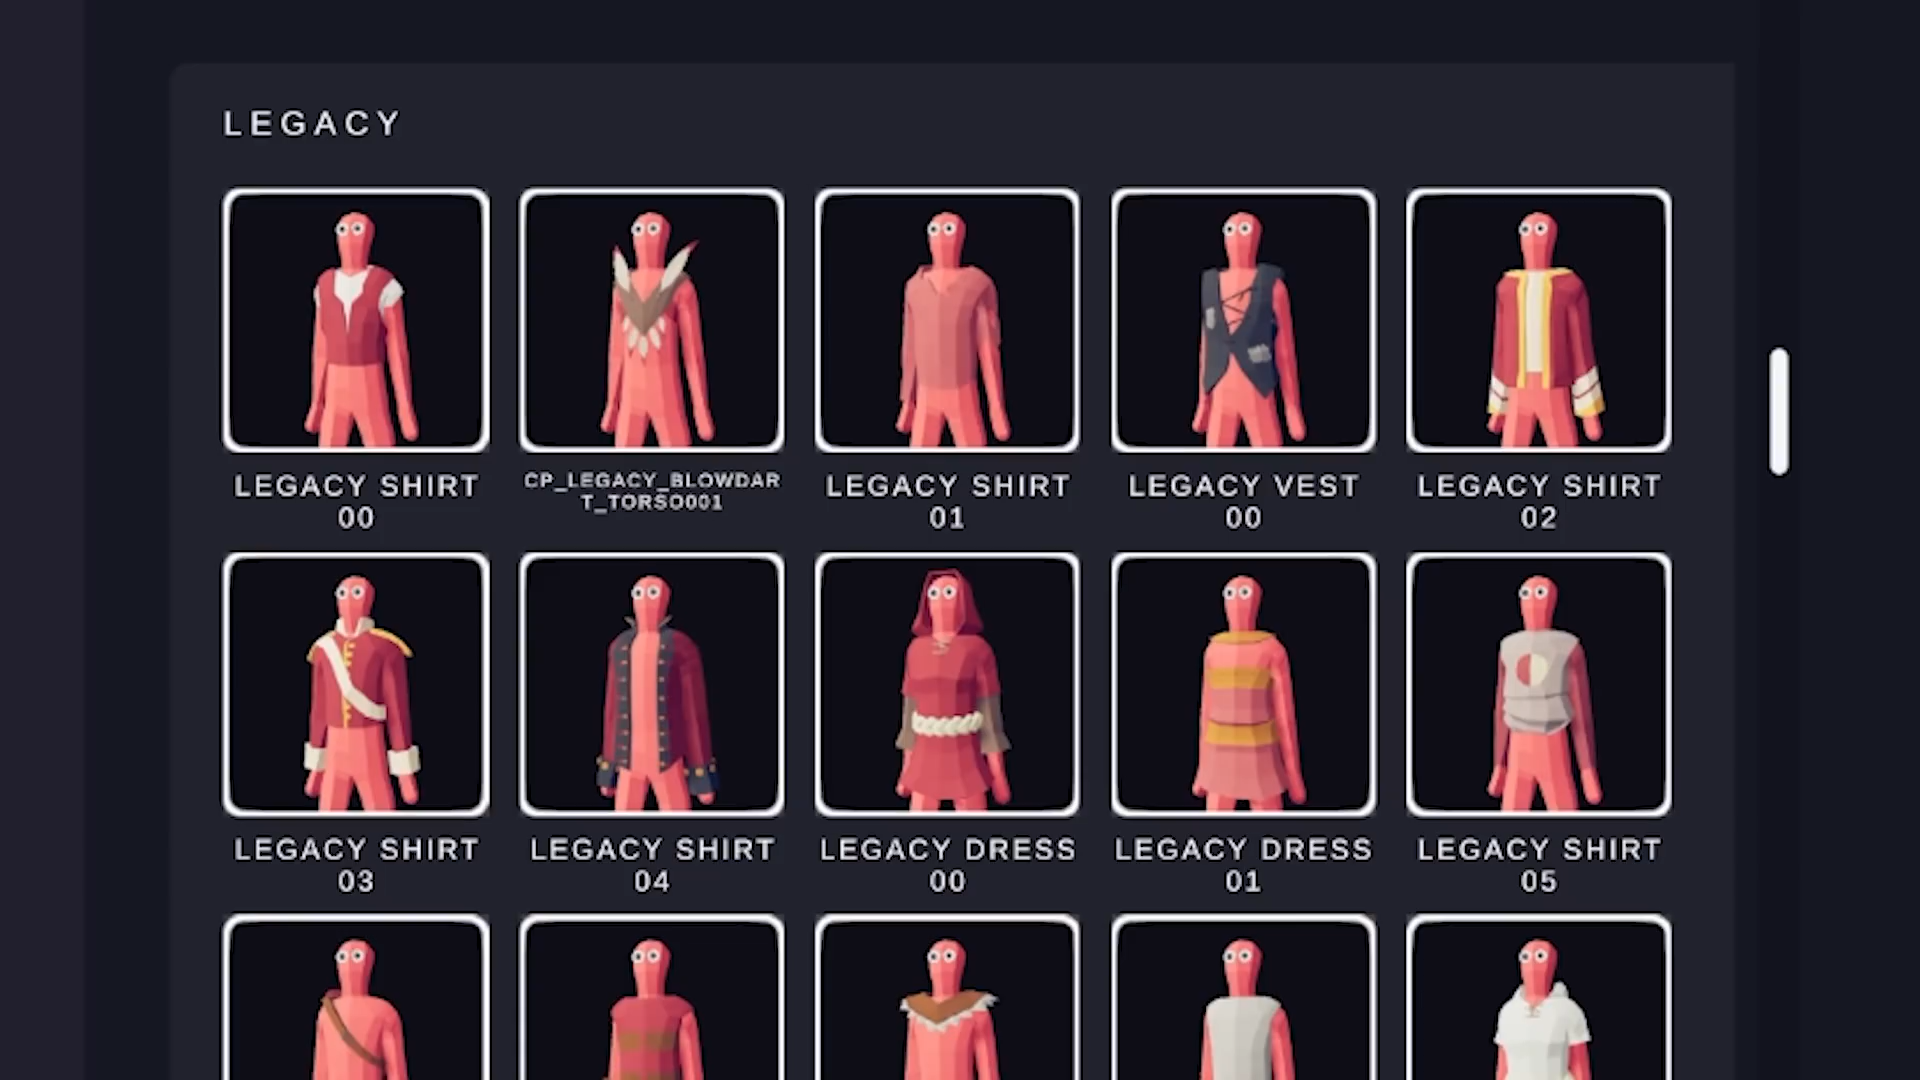 LEGACY
LEGACY SHIRT
00
CP_LEGACY_BLOWDAR
T_TORSO001
LEGACY SHIRT
01
LEGACY VEST
00
LEGACY SHIRT
02
LEGACY SHIRT
03
LEGACY SHIRT
04
LEGACY DRESS
00
LEGACY DRESS
01
LEGACY SHIRT
05